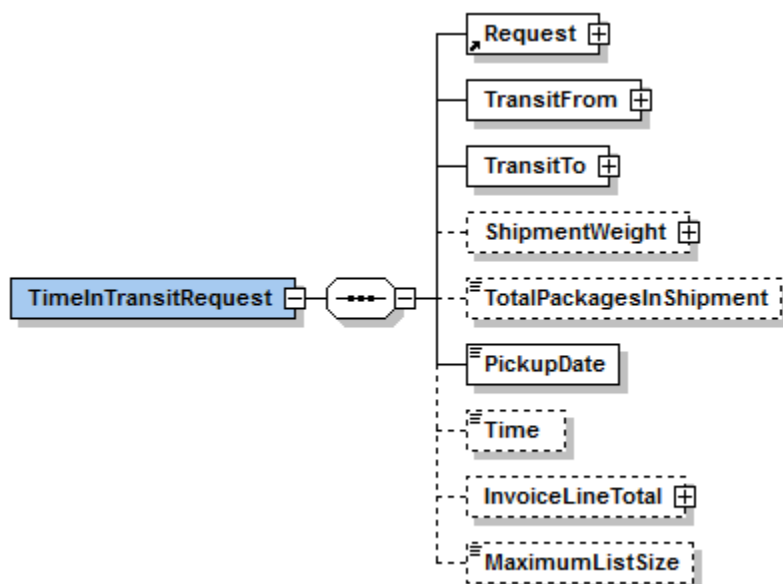 Request
TransitFrom
TransitTo
ShipmentWeight
TimeInTransitRequest
TotalPackagesInShipment
PickupDate
Time
InvoiceLineTotal
MaximumListSize